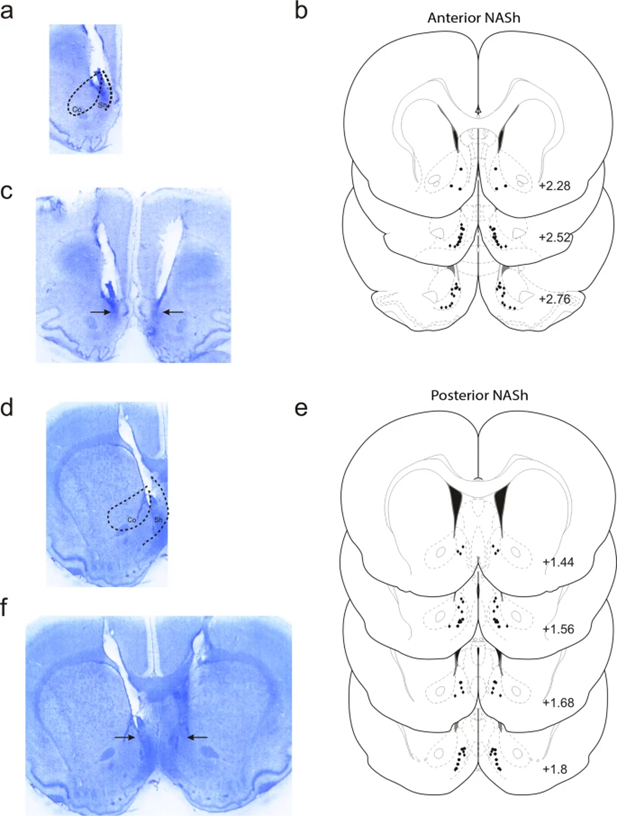 a
Co
Sh
b
Anterior NASh
+2.28
+2.52
+2.76
c
d
Co
Sh
e
Posterior NASh
+1.44
+1.56
+1.68
+1.8
f